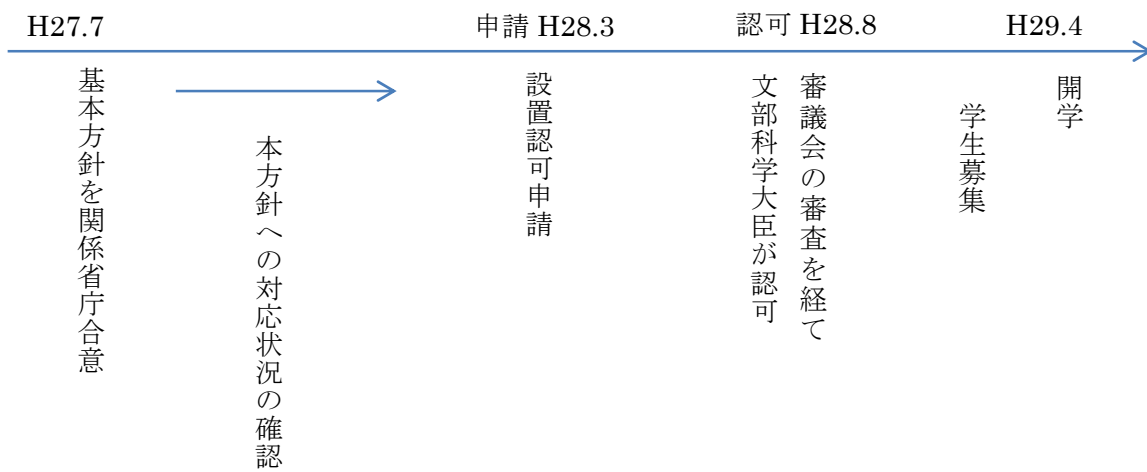 H27.7
申請 H28.3
認可 H28.8
H29.4
基本方針を関係省庁合意
本方針への対応状況の確認
設置認可申請
審議会の審査を経て
文部科学大臣が認可
学生募集
開学